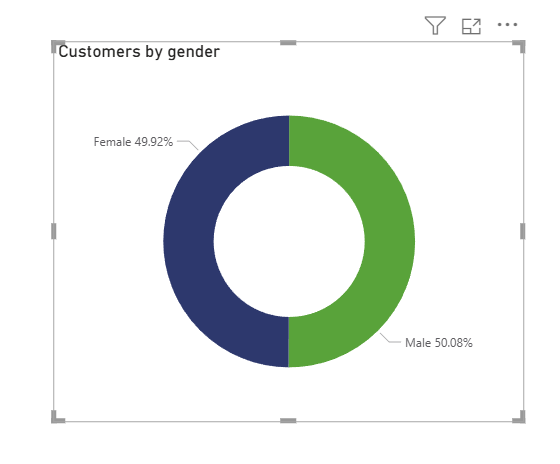 Customers by gender
Female 49.92%
Male 50.08%